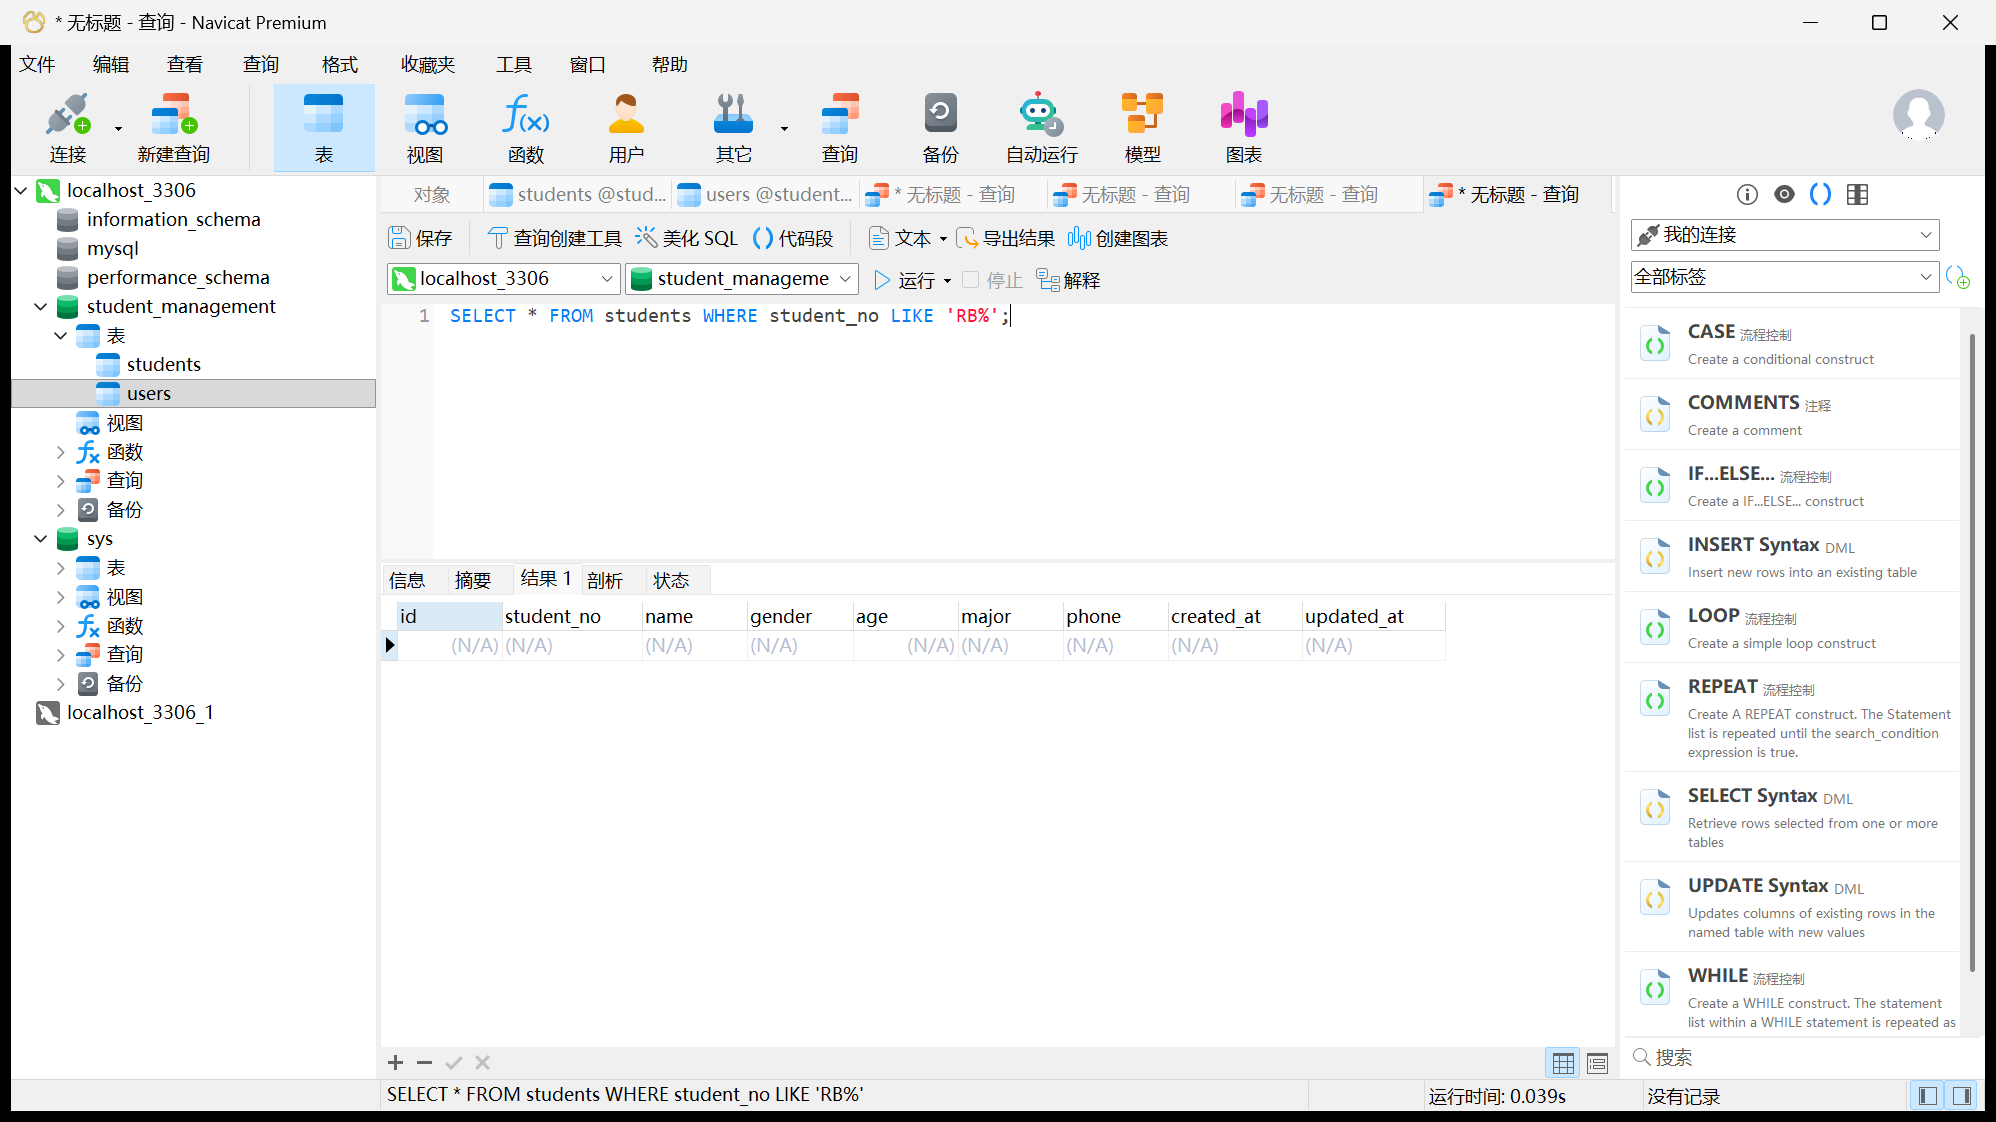 * 无标题 - 查询 - Navicat Premium
文件 编辑 查看 查询 格式 收藏夹 工具 窗口 帮助
连接 新建查询 表 视图 函数 用户 其它 查询 备份 自动运行 模型 图表
localhost_3306
information_schema
mysql
performance_schema
student_management
表
students
users
视图
函数
查询
备份
sys
表
视图
函数
查询
备份
localhost_3306_1
对象 students @stud... users @student... * 无标题 - 查询 无标题 - 查询 无标题 - 查询 * 无标题 - 查询
保存 查询创建工具 美化 SQL 代码段 文本 导出结果 创建图表
localhost_3306 student_manageme 运行 停止 解释
1 SELECT * FROM students WHERE student_no LIKE 'RB%';
信息 摘要 结果 1 剖析 状态
id student_no name gender age major phone created_at updated_at
(N/A) (N/A) (N/A) (N/A) (N/A) (N/A) (N/A) (N/A) (N/A)
SELECT * FROM students WHERE student_no LIKE 'RB%'
运行时间: 0.039s
没有记录
我的连接
全部标签
CASE 流程控制
Create a conditional construct
COMMENTS 注释
Create a comment
IF...ELSE... 流程控制
Create a IF...ELSE... construct
INSERT Syntax DML
Insert new rows into an existing table
LOOP 流程控制
Create a simple loop construct
REPEAT 流程控制
Create A REPEAT construct. The Statement
list is repeated until the search_condition
expression is true.
SELECT Syntax DML
Retrieve rows selected from one or more
tables
UPDATE Syntax DML
Updates columns of existing rows in the
named table with new values
WHILE 流程控制
Create a WHILE construct. The statement
list within a WHILE statement is repeated as
搜索